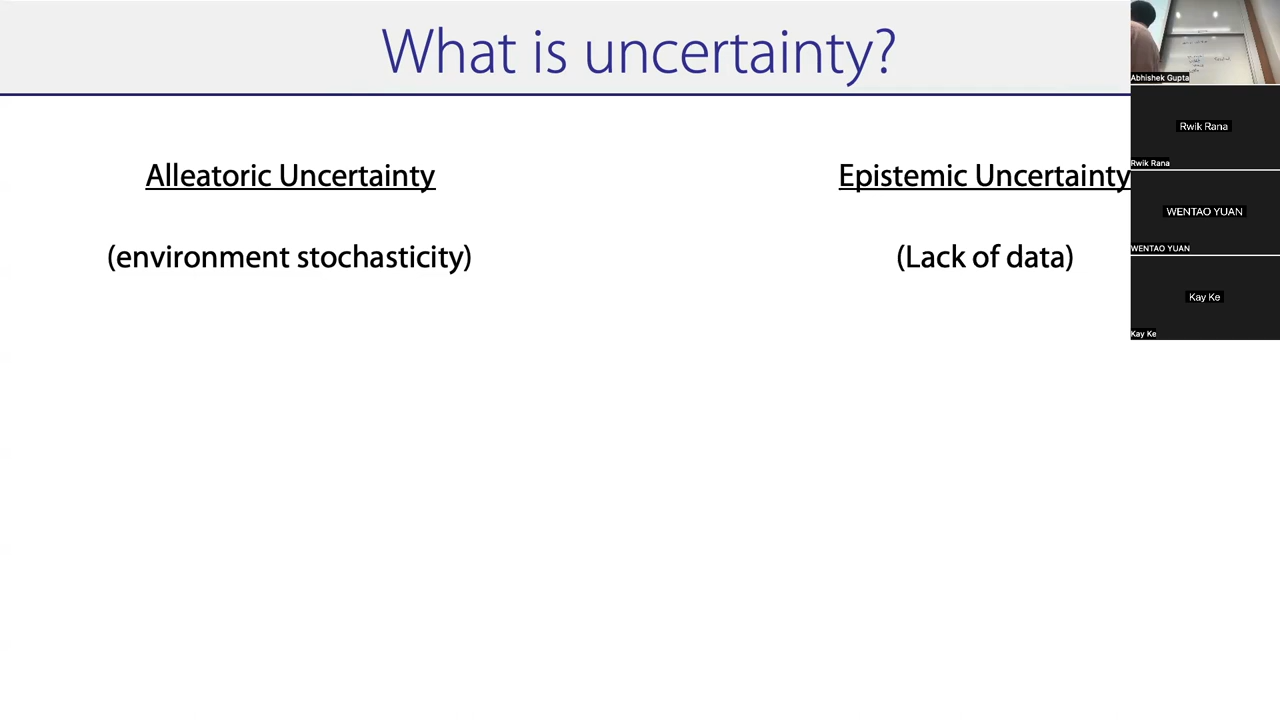 What is uncertainty?
Alleatoric Uncertainty
Epistemic Uncertainty
(environment stochasticity)
(Lack of data)
Abhishek Gupta
Rwik Rana
Rwik Rana
WENTAO YUAN
WENTAO YUAN
Kay Ke
Kay Ke